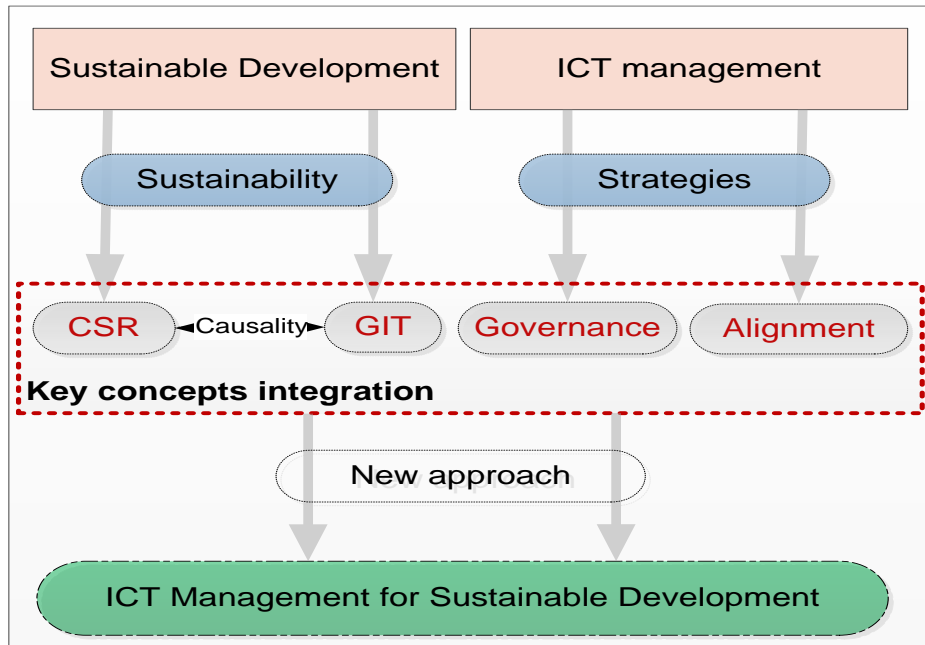 Sustainable Development
ICT management
Sustainability
Strategies
CSR
Causality
GIT
Governance
Alignment
Key concepts integration
New approach
ICT Management for Sustainable Development